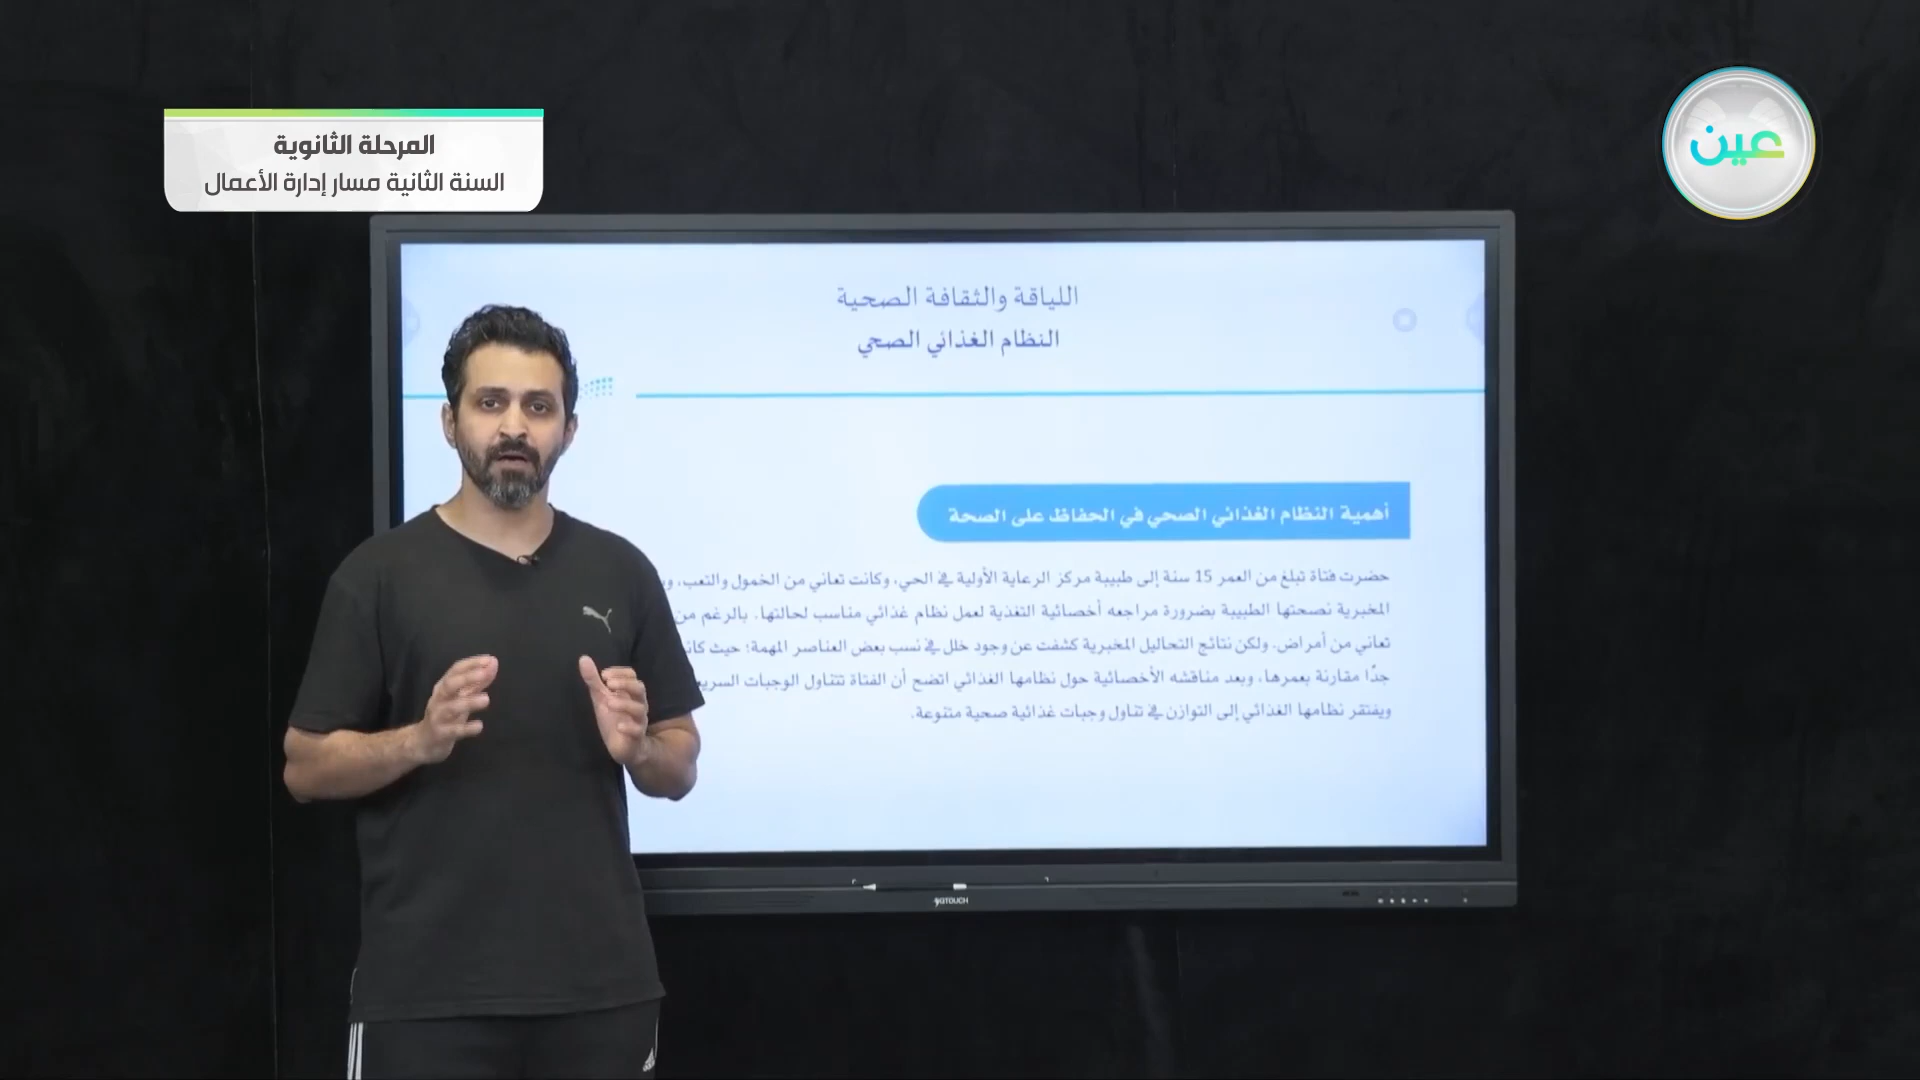 المرحلة الثانوية
السنة الثانية مسار إدارة الأعمال
عين
اللياقة والثقافة الصحية
النظام الغذائي الصحي
أهمية النظام الغذائي الصحي في الحفاظ على الصحة
حضرت فتاة تبلغ من العمر 15 سنة إلى طبيبة مركز الرعاية الأولية في الحي، وكانت تعاني من الخمول والتعب،
المخبرية نصحتها الطبيبة بضرورة مراجعه أخصائية التغذية لعمل نظام غذائي مناسب لحالتها. بالرغم من
تعاني من أمراض. ولكن نتائج التحاليل المخبرية كشفت عن وجود خلل في نسب بعض العناصر المهمة؛ حيث
جدًا مقارنة بعمرها، وبعد مناقشه الأخصائية حول نظامها الغذائي اتضح أن الفتاة تتناول الوجبات
ويفتقر نظامها الغذائي إلى التوازن في تناول وجبات غذائية صحية متنوعة.